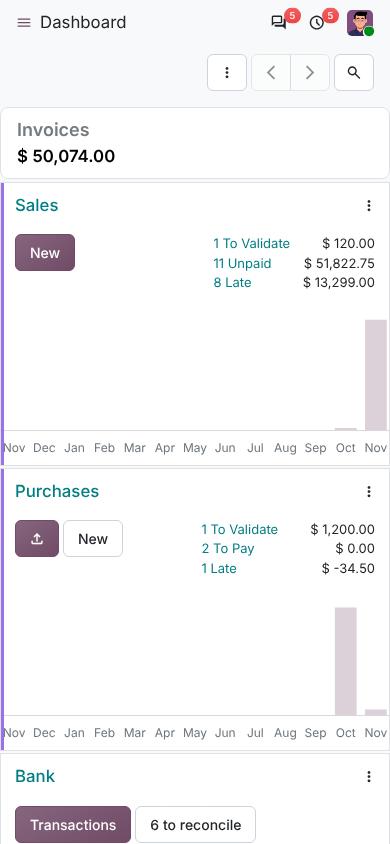 Dashboard 5 5
Invoices
$ 50,074.00
Sales
New
1 To Validate $ 120.00
11 Unpaid $ 51,822.75
8 Late $ 13,299.00
Nov Dec Jan Feb Mar Apr May Jun Jul Aug Sep Oct Nov
Purchases
New
1 To Validate $ 1,200.00
2 To Pay $ 0.00
1 Late $ -34.50
Nov Dec Jan Feb Mar Apr May Jun Jul Aug Sep Oct Nov
Bank
Transactions 6 to reconcile